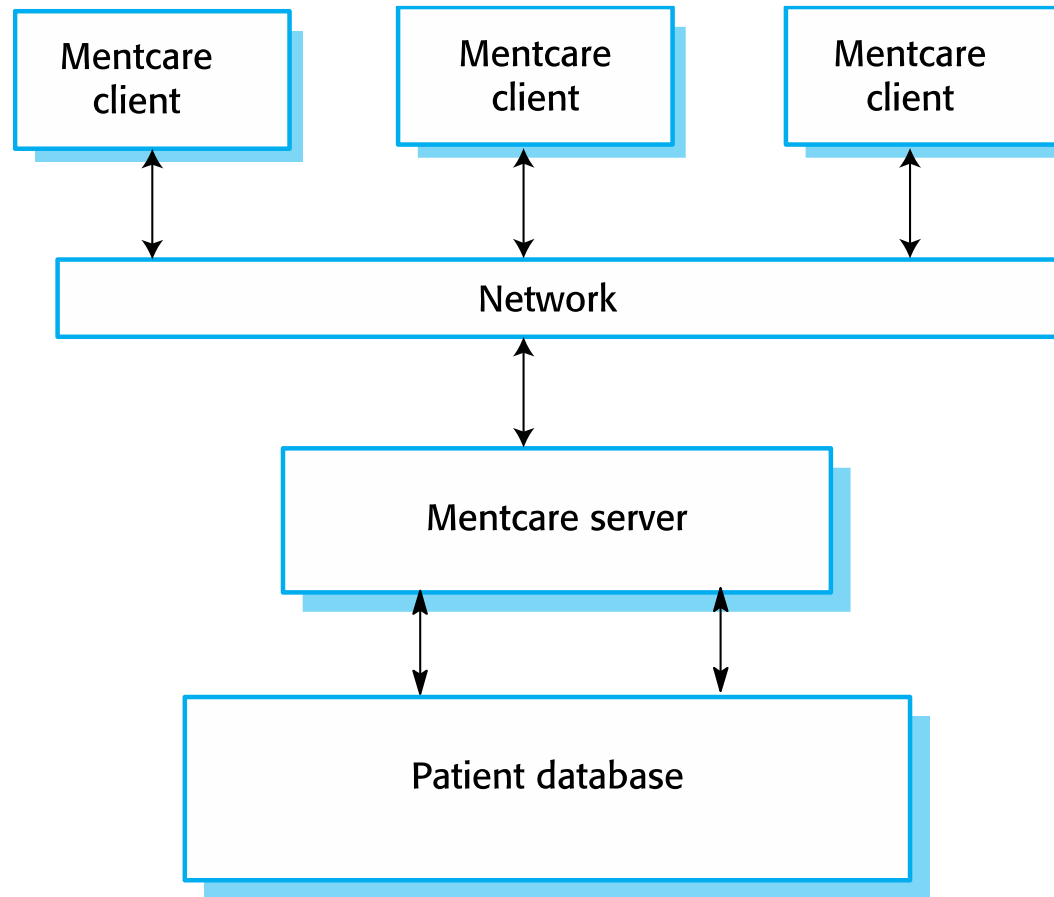 Mentcare
client
Mentcare
client
Mentcare
client
Network
Mentcare server
Patient database